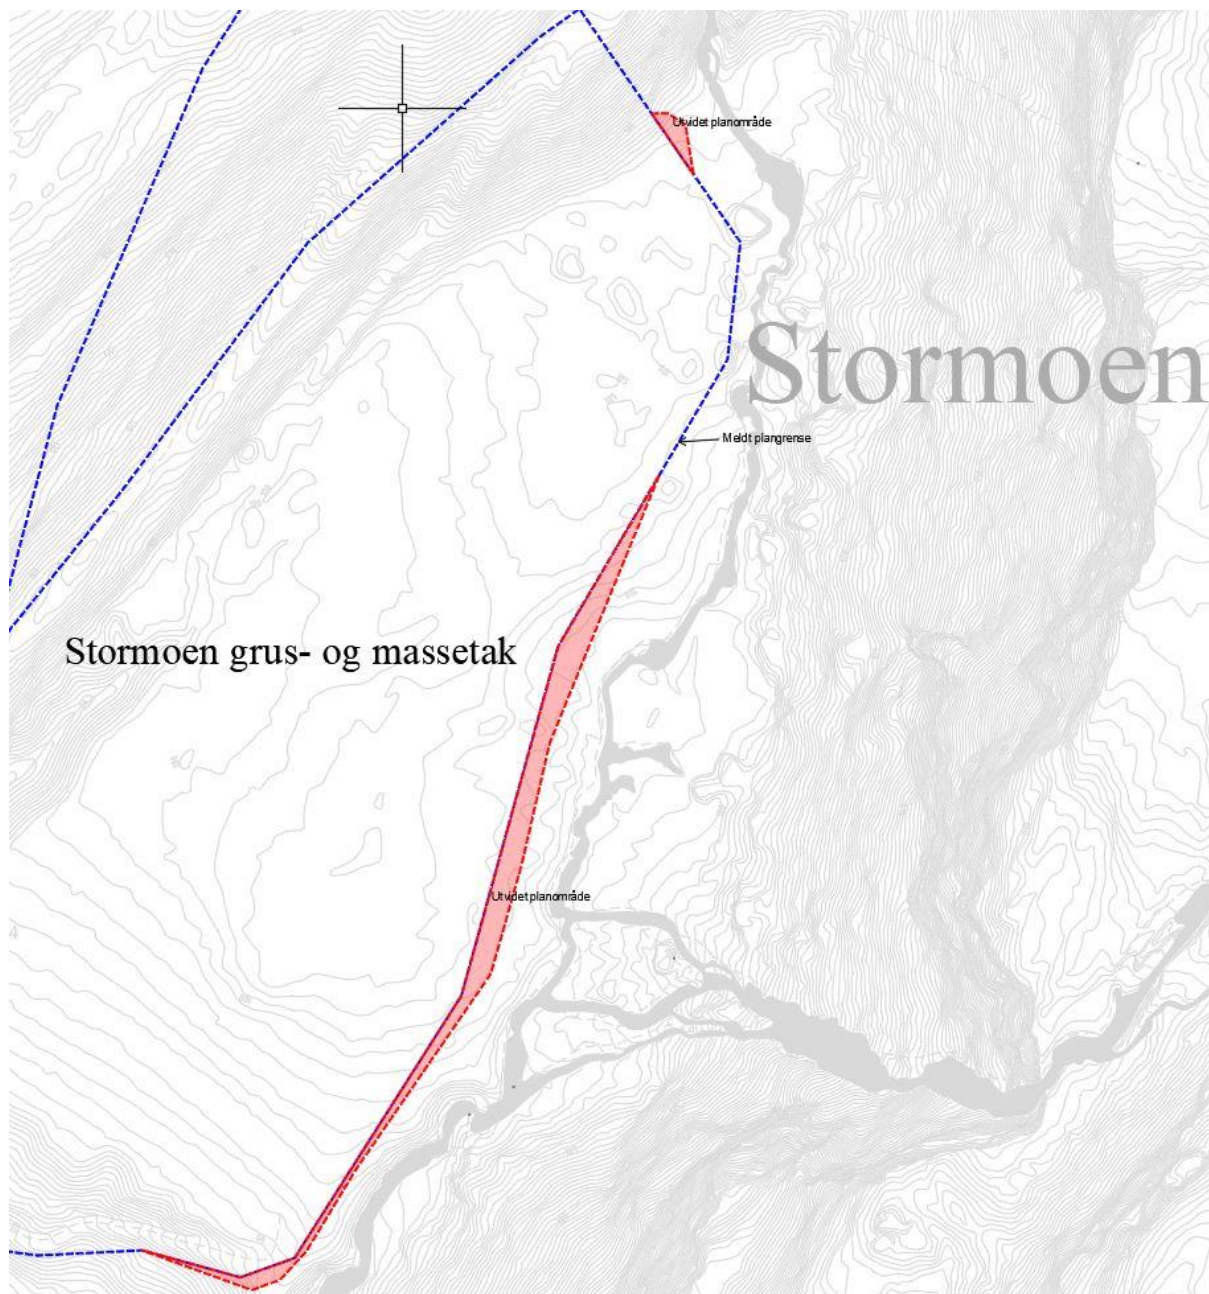 Utvidet planområde
Stormoen
Meldt plangrense
Stormoen grus- og massetak
Utvidet planområde